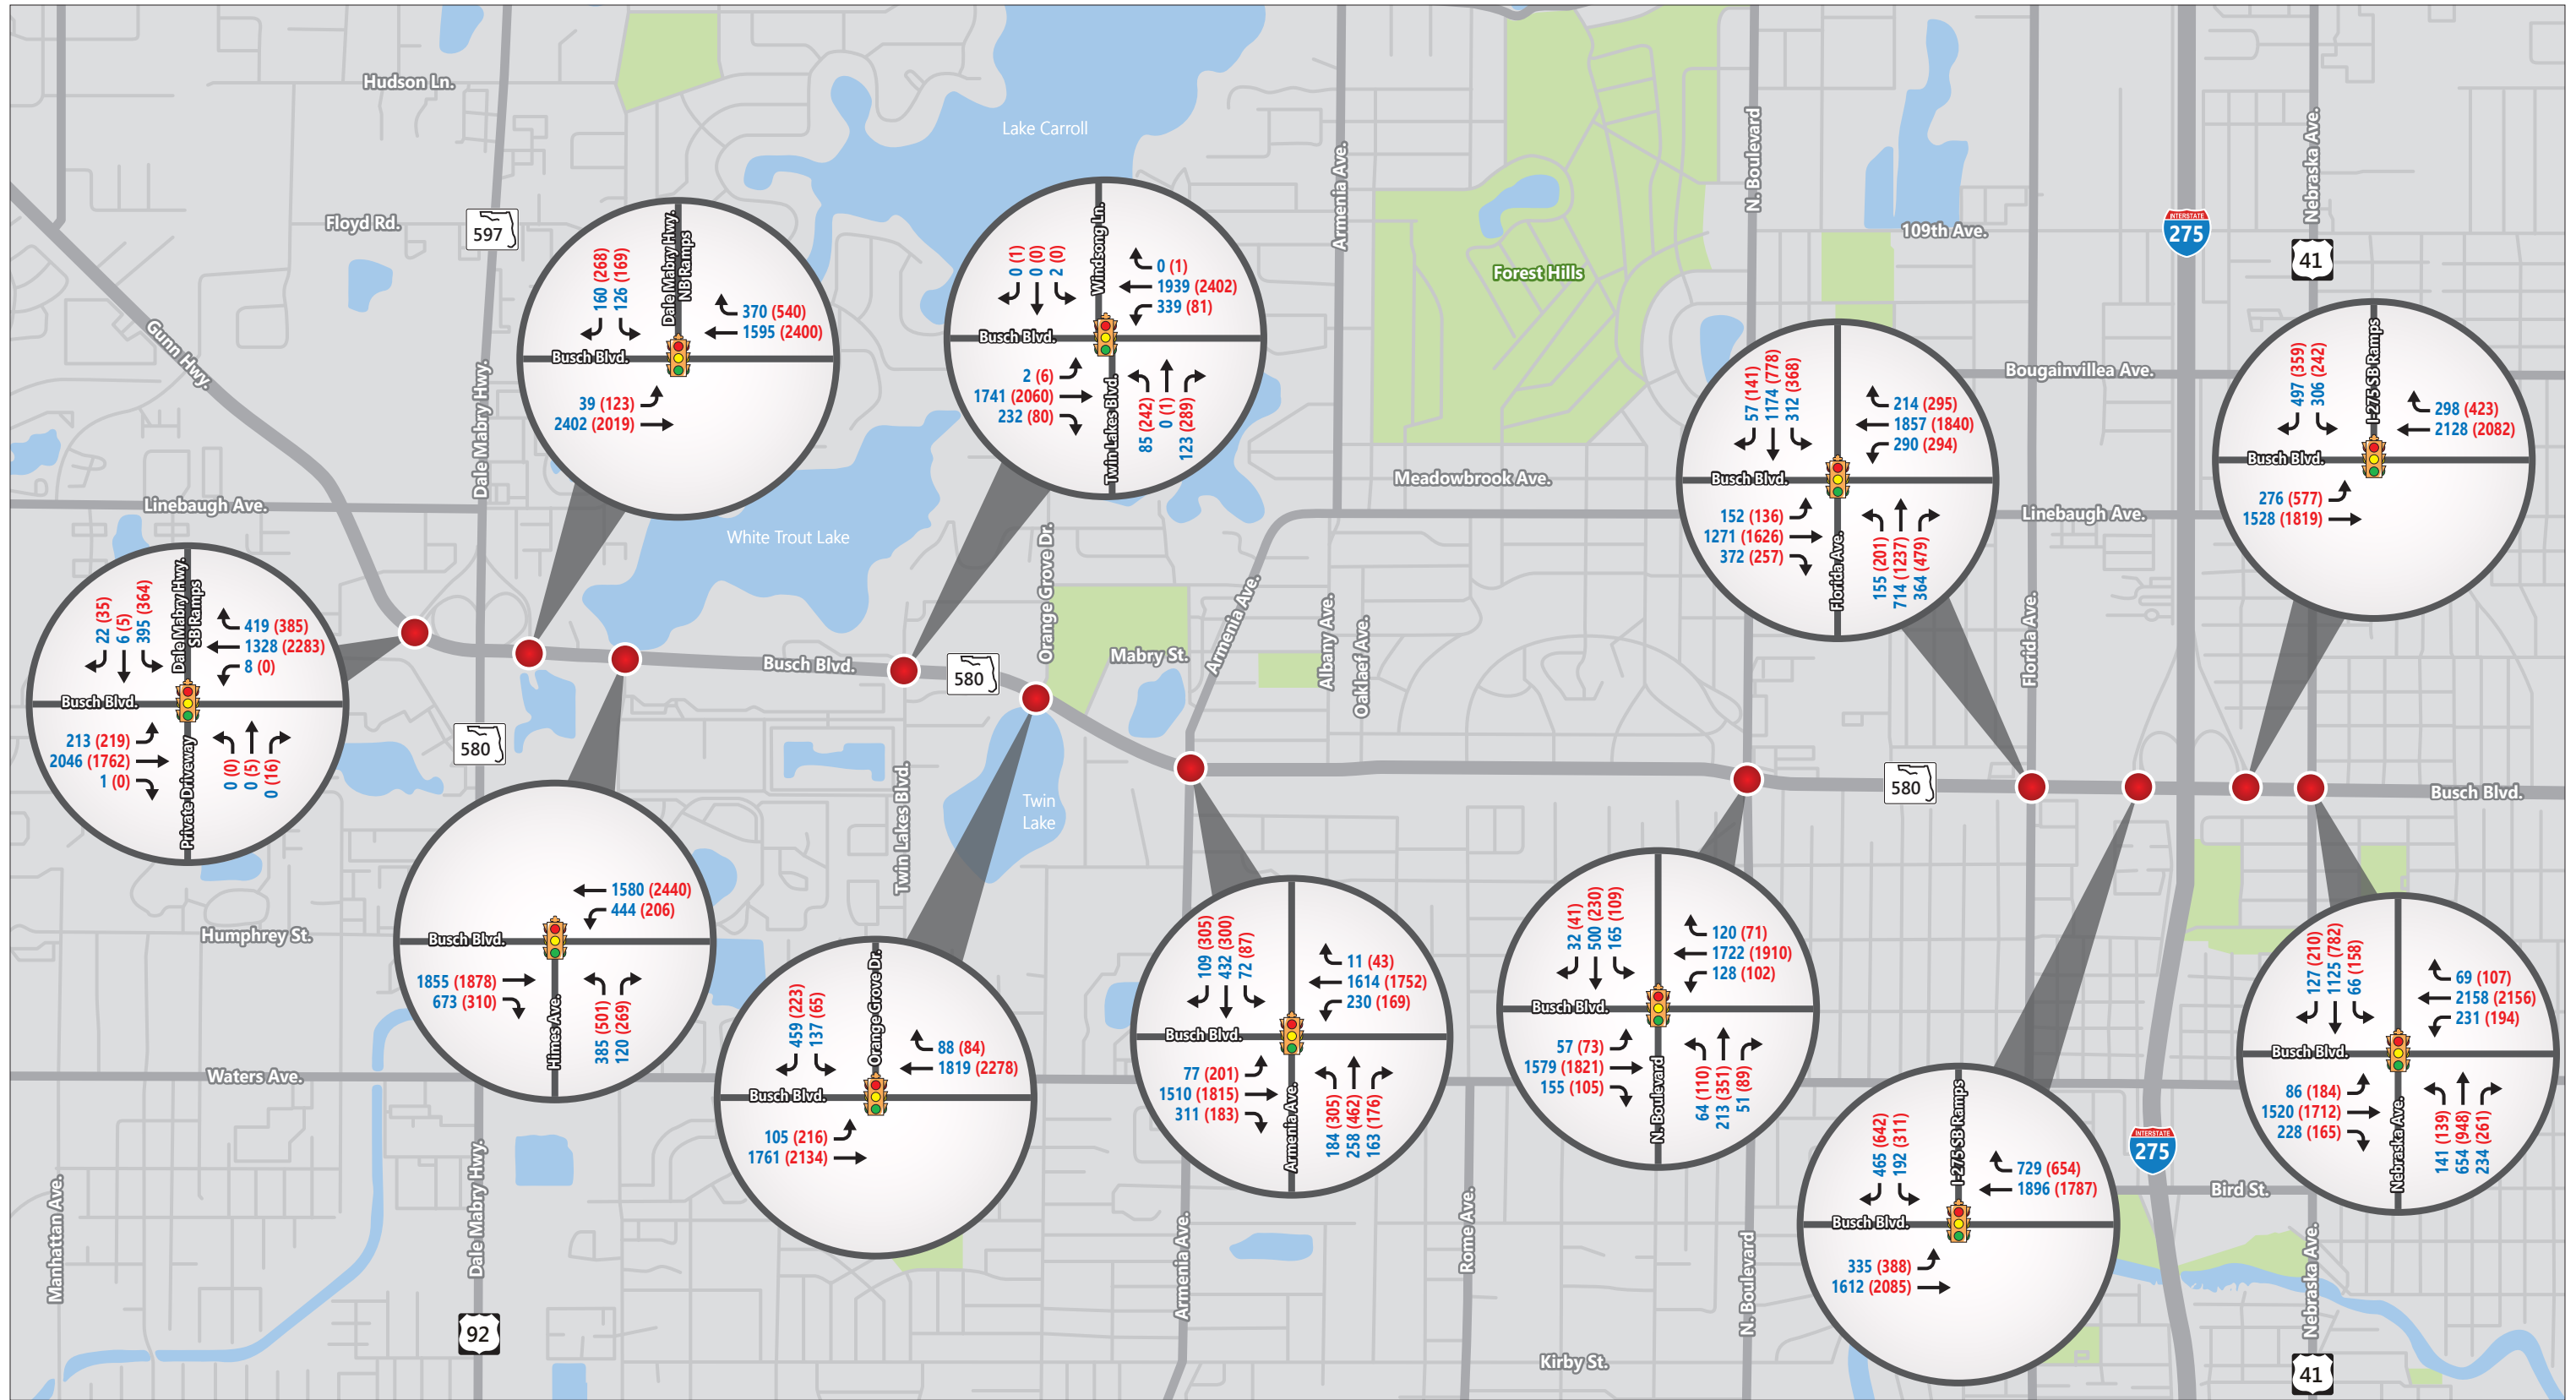 Hudson Ln.
Lake Carroll
Armenia Ave.
N. Boulevard
Nebraska Ave.
Floyd Rd.
597
109th Ave.
INTERSTATE
275
41
Forest Hills
Gunn Hwy.
Dale Mabry Hwy.
Bougainvillea Ave.
Meadowbrook Ave.
Linebaugh Ave.
Linebaugh Ave.
White Trout Lake
Orange Grove Dr.
Mabry St.
Armenia Ave.
Albany Ave.
Oaklaef Ave.
Florida Ave.
Busch Blvd.
580
580
580
Busch Blvd.
Twin Lakes Blvd.
Twin
Lake
Humphrey St.
Waters Ave.
Manhattan Ave.
Dale Mabry Hwy.
92
Armenia Ave.
Rome Ave.
N. Boulevard
Kirby St.
INTERSTATE
275
Bird St.
Nebraska Ave.
41
Dale Mabry Hwy.
SB Ramps
22 (35)
6 (5)
395 (364)
419 (385)
1328 (2283)
8 (0)
Busch Blvd.
213 (219)
2046 (1762)
1 (0)
Private Driveway
0 (0)
0 (5)
0 (16)
Dale Mabry Hwy.
NB Ramps
160 (268)
126 (169)
370 (540)
1595 (2400)
Busch Blvd.
39 (123)
2402 (2019)
1580 (2440)
444 (206)
Busch Blvd.
1855 (1878)
673 (310)
Himes Ave.
385 (501)
120 (269)
Windsong Ln.
0 (1)
0 (0)
2 (0)
0 (1)
1939 (2402)
339 (81)
Busch Blvd.
2 (6)
1741 (2060)
232 (80)
Twin Lakes Blvd.
85 (242)
0 (1)
123 (289)
Orange Grove Dr.
459 (223)
137 (65)
88 (84)
1819 (2278)
Busch Blvd.
105 (216)
1761 (2134)
109 (305)
432 (300)
72 (87)
11 (43)
1614 (1752)
230 (169)
Busch Blvd.
77 (201)
1510 (1815)
311 (183)
Armenia Ave.
184 (305)
258 (462)
163 (176)
32 (41)
500 (230)
165 (109)
120 (71)
1722 (1910)
128 (102)
Busch Blvd.
57 (73)
1579 (1821)
155 (105)
N. Boulevard
64 (110)
213 (351)
51 (89)
57 (141)
1174 (778)
312 (368)
214 (295)
1857 (1840)
290 (294)
Busch Blvd.
152 (136)
1271 (1626)
372 (257)
Florida Ave.
155 (201)
714 (1237)
364 (479)
I-275 SB Ramps
465 (642)
192 (311)
729 (654)
1896 (1787)
Busch Blvd.
335 (388)
1612 (2085)
I-275 SB Ramps
497 (359)
306 (242)
298 (423)
2128 (2082)
Busch Blvd.
276 (577)
1528 (1819)
127 (210)
1125 (782)
66 (158)
69 (107)
2158 (2156)
231 (194)
Busch Blvd.
86 (184)
1520 (1712)
228 (165)
Nebraska Ave.
141 (139)
654 (948)
234 (261)